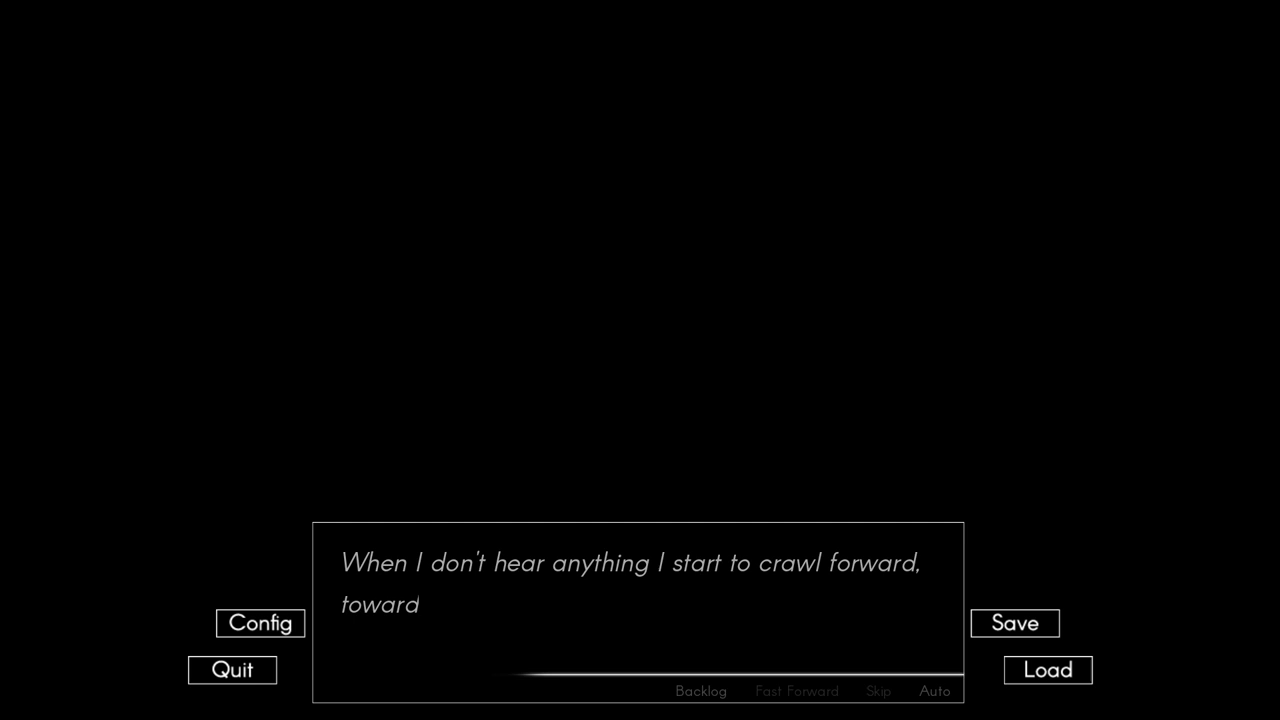 When I don't hear anything I start to crawl forward,
toward
Config
Save
Quit
Load
Backlog
Fast Forward
Skip
Auto